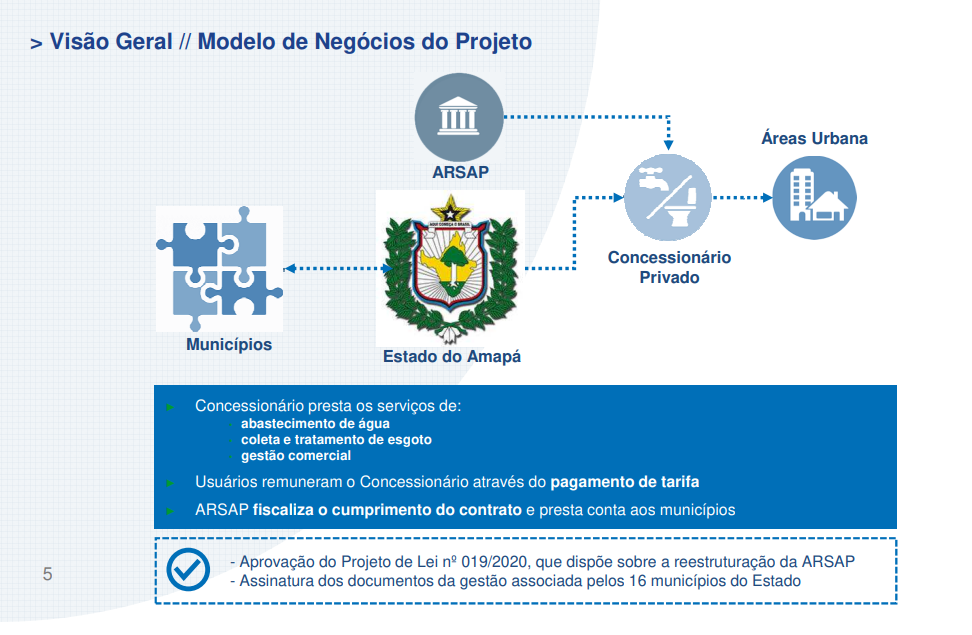 > Visão Geral // Modelo de Negócios do Projeto
ARSAP
Áreas Urbana
AQUI COMEÇA O BRASIL
Concessionário
Privado
Municípios
Estado do Amapá
Concessionário presta os serviços de:
abastecimento de água
coleta e tratamento de esgoto
gestão comercial
Usuários remuneram o Concessionário através do pagamento de tarifa
ARSAP fiscaliza o cumprimento do contrato e presta conta aos municípios
- Aprovação do Projeto de Lei nº 019/2020, que dispõe sobre a reestruturação da ARSAP
- Assinatura dos documentos da gestão associada pelos 16 municípios do Estado
5